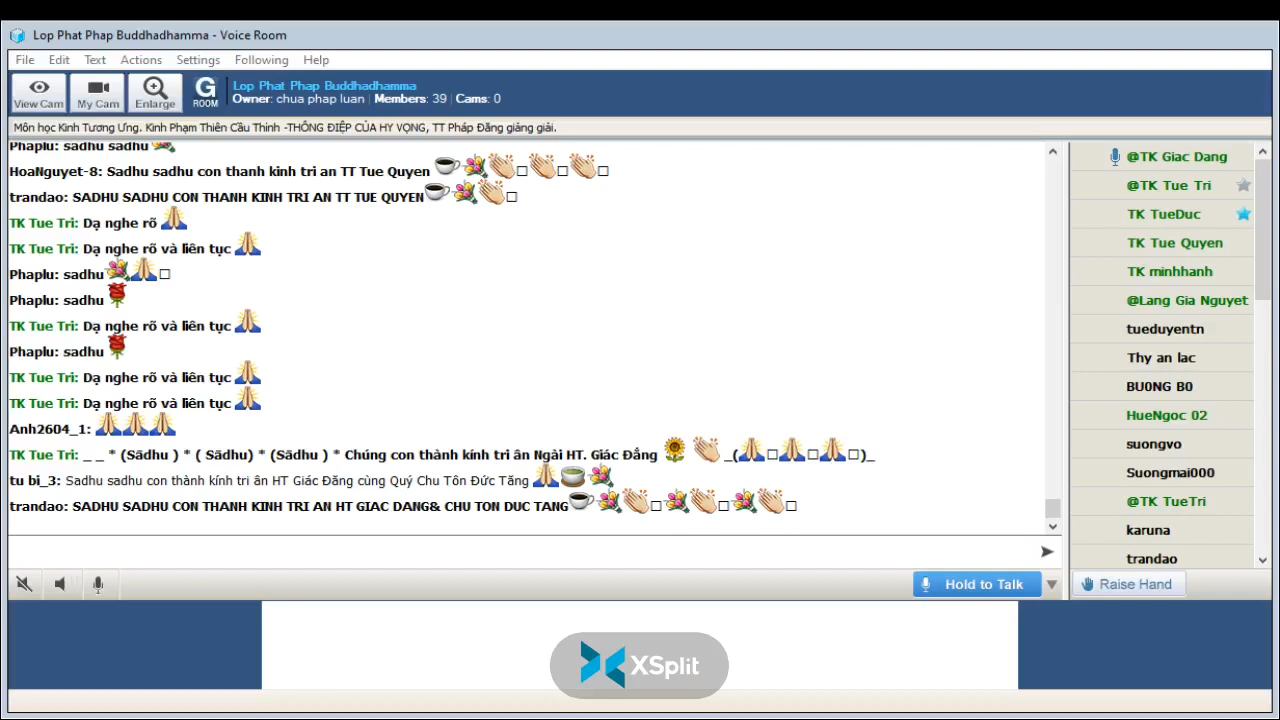 Lop Phat Phap Buddhadhamma - Voice Room
File Edit Text Actions Settings Following Help
View Cam My Cam Enlarge G ROOM
Lop Phat Phap Buddhadhamma
Owner: chua phap luan | Members: 39 | Cams: 0
Môn học Kinh Tương Ưng. Kinh Phạm Thiên Cầu Thỉnh -THÔNG ĐIỆP CỦA HY VỌNG, TT Pháp Đăng giảng giải.
Phaplu: sadhu sadhu
HoaNguyet-8: Sadhu sadhu con thanh kinh tri an TT Tue Quyen
trandao: SADHU SADHU CON THANH KINH TRI AN TT TUE QUYEN
TK Tue Tri: Dạ nghe rõ
TK Tue Tri: Dạ nghe rõ và liên tục
Phaplu: sadhu
Phaplu: sadhu
TK Tue Tri: Dạ nghe rõ và liên tục
Phaplu: sadhu
TK Tue Tri: Dạ nghe rõ và liên tục
TK Tue Tri: Dạ nghe rõ và liên tục
Anh2604_1:
TK Tue Tri: _ _ * (Sādhu ) * ( Sādhu) * (Sādhu ) * Chúng con thành kính tri ân Ngài HT. Giác Đẳng _( )_
tu bi_3: Sadhu sadhu con thành kính tri ân HT Giác Đăng cùng Quý Chu Tôn Đức Tăng
trandao: SADHU SADHU CON THANH KINH TRI AN HT GIAC DANG& CHU TON DUC TANG
@TK Giac Dang
@TK Tue Tri
TK TueDuc
TK Tue Quyen
TK minhhanh
@Lang Gia Nguyet
tueduyentn
Thy an lac
BU0NG B0
HueNgoc 02
suongvo
Suongmai000
@TK TueTri
karuna
trandao
Hold to Talk
Raise Hand
XSplit